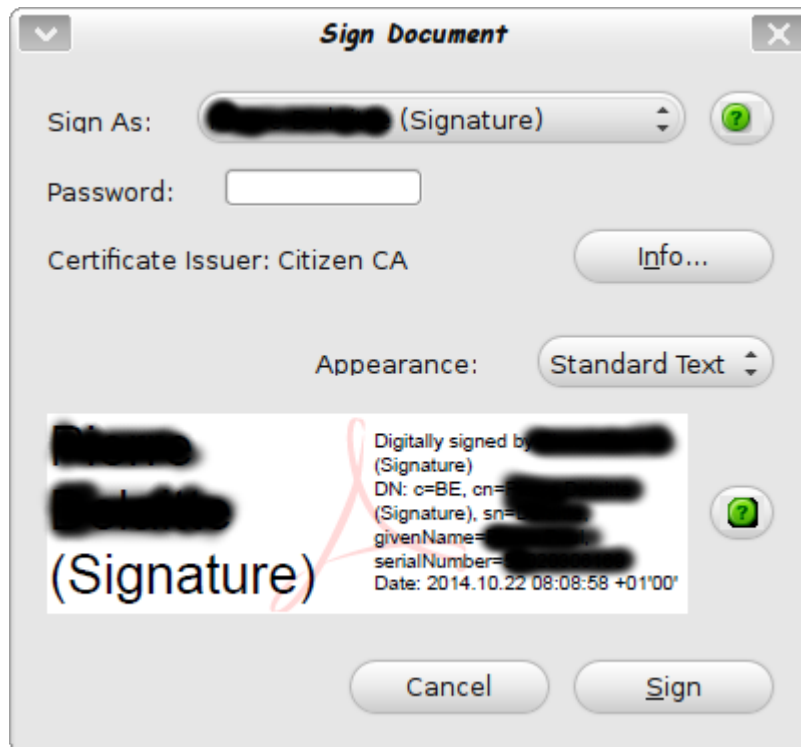 Sign Document
Sign As: (Signature)
Password:
Certificate Issuer: Citizen CA
Info...
Appearance: Standard Text
(Signature)
Digitally signed by
(Signature)
DN: c=BE, cn=
(Signature), sn=
givenName=
serialNumber=
Date: 2014.10.22 08:08:58 +01'00'
Cancel
Sign